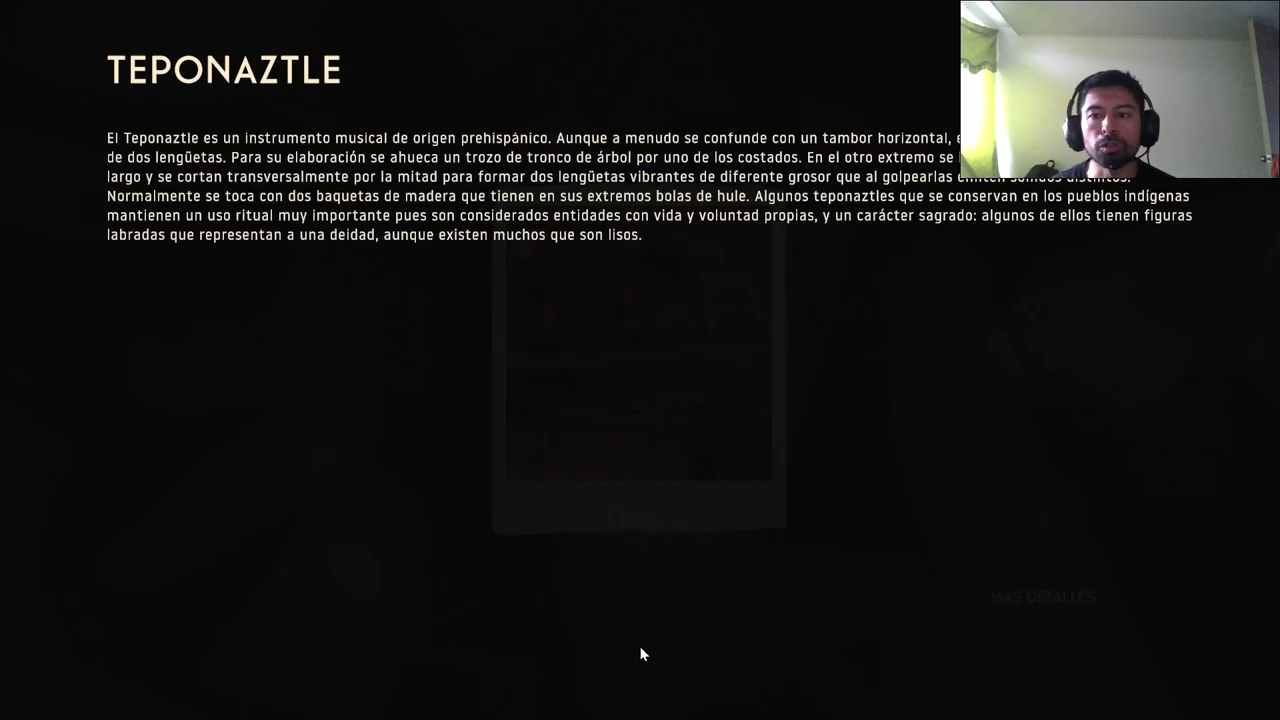 TEPONAZTLE
El Teponaztle es un instrumento musical de origen prehispánico. Aunque a menudo se confunde con un tambor horizontal,
de dos lengüetas. Para su elaboración se ahueca un trozo de tronco de árbol por uno de los costados. En el otro extremo se
largo y se cortan transversalmente por la mitad para formar dos lengüetas vibrantes de diferente grosor que al golpearlas emiten sonidos distintos.
Normalmente se toca con dos baquetas de madera que tienen en sus extremos bolas de hule. Algunos teponaztles que se conservan en los pueblos indígenas
mantienen un uso ritual muy importante pues son considerados entidades con vida y voluntad propias, y un carácter sagrado: algunos de ellos tienen figuras
labradas que representan a una deidad, aunque existen muchos que son lisos.
MÁS DETALLES